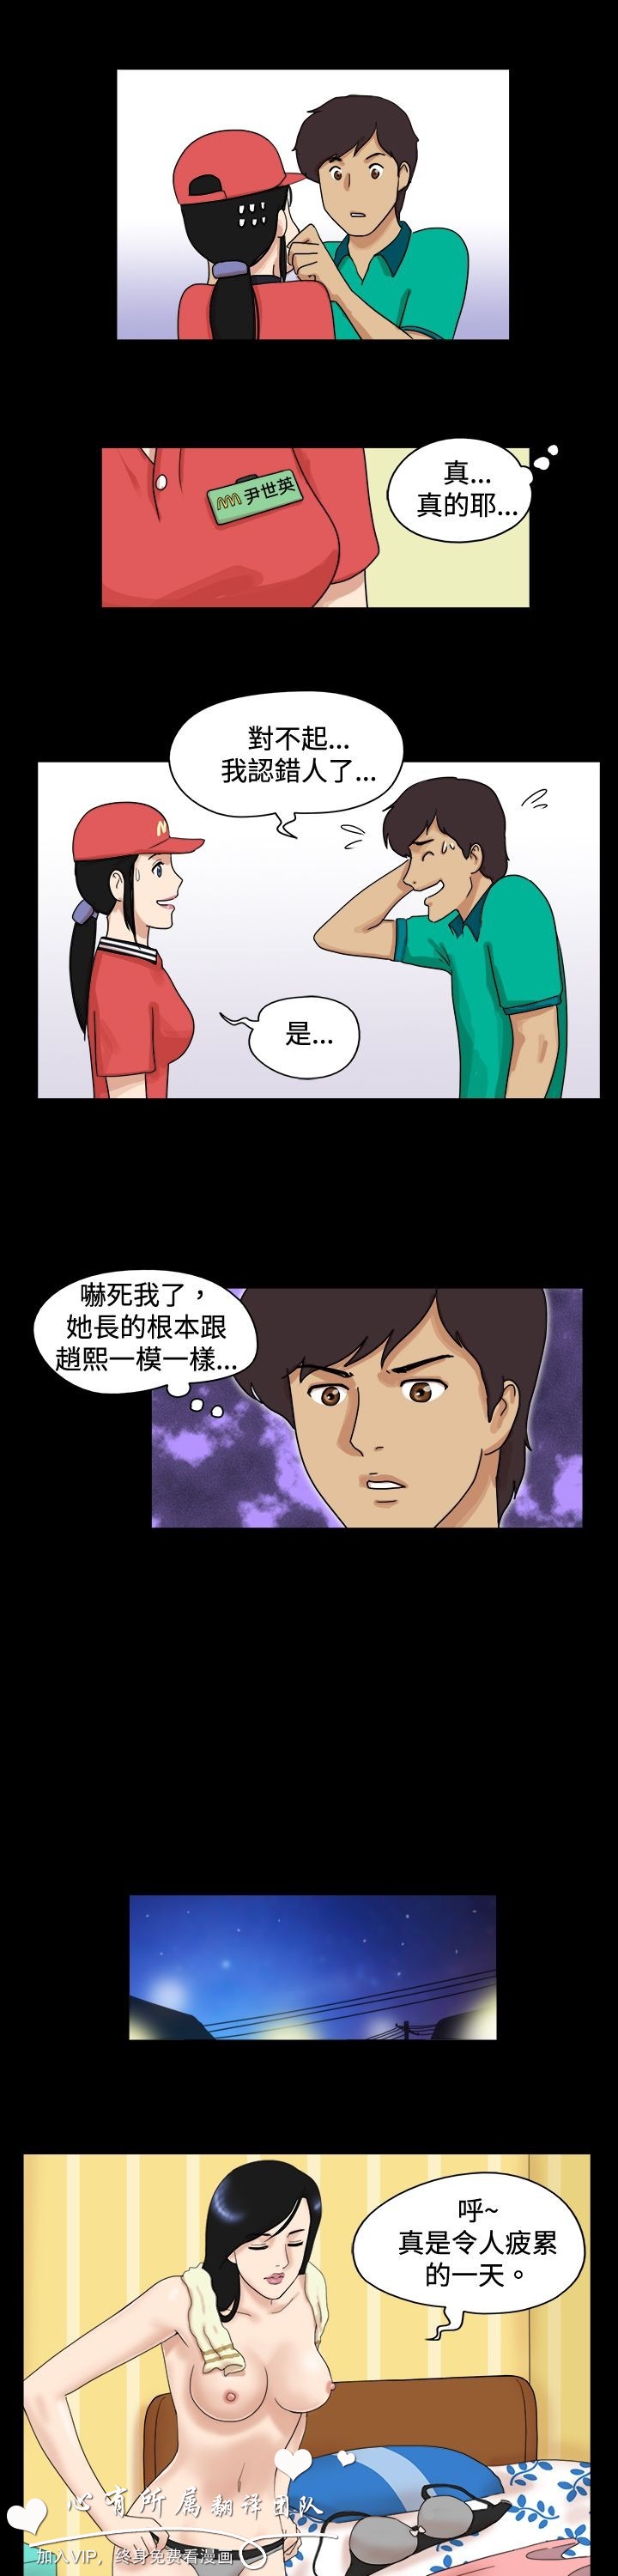 尹世英
真...
真的耶...
對不起...
我認錯人了...
是...
嚇死我了，
她長的根本跟
趙熙一模一樣...
呼~
真是令人疲累
的一天。
心有所属翻译团队
加入VIP，终身免费看漫画